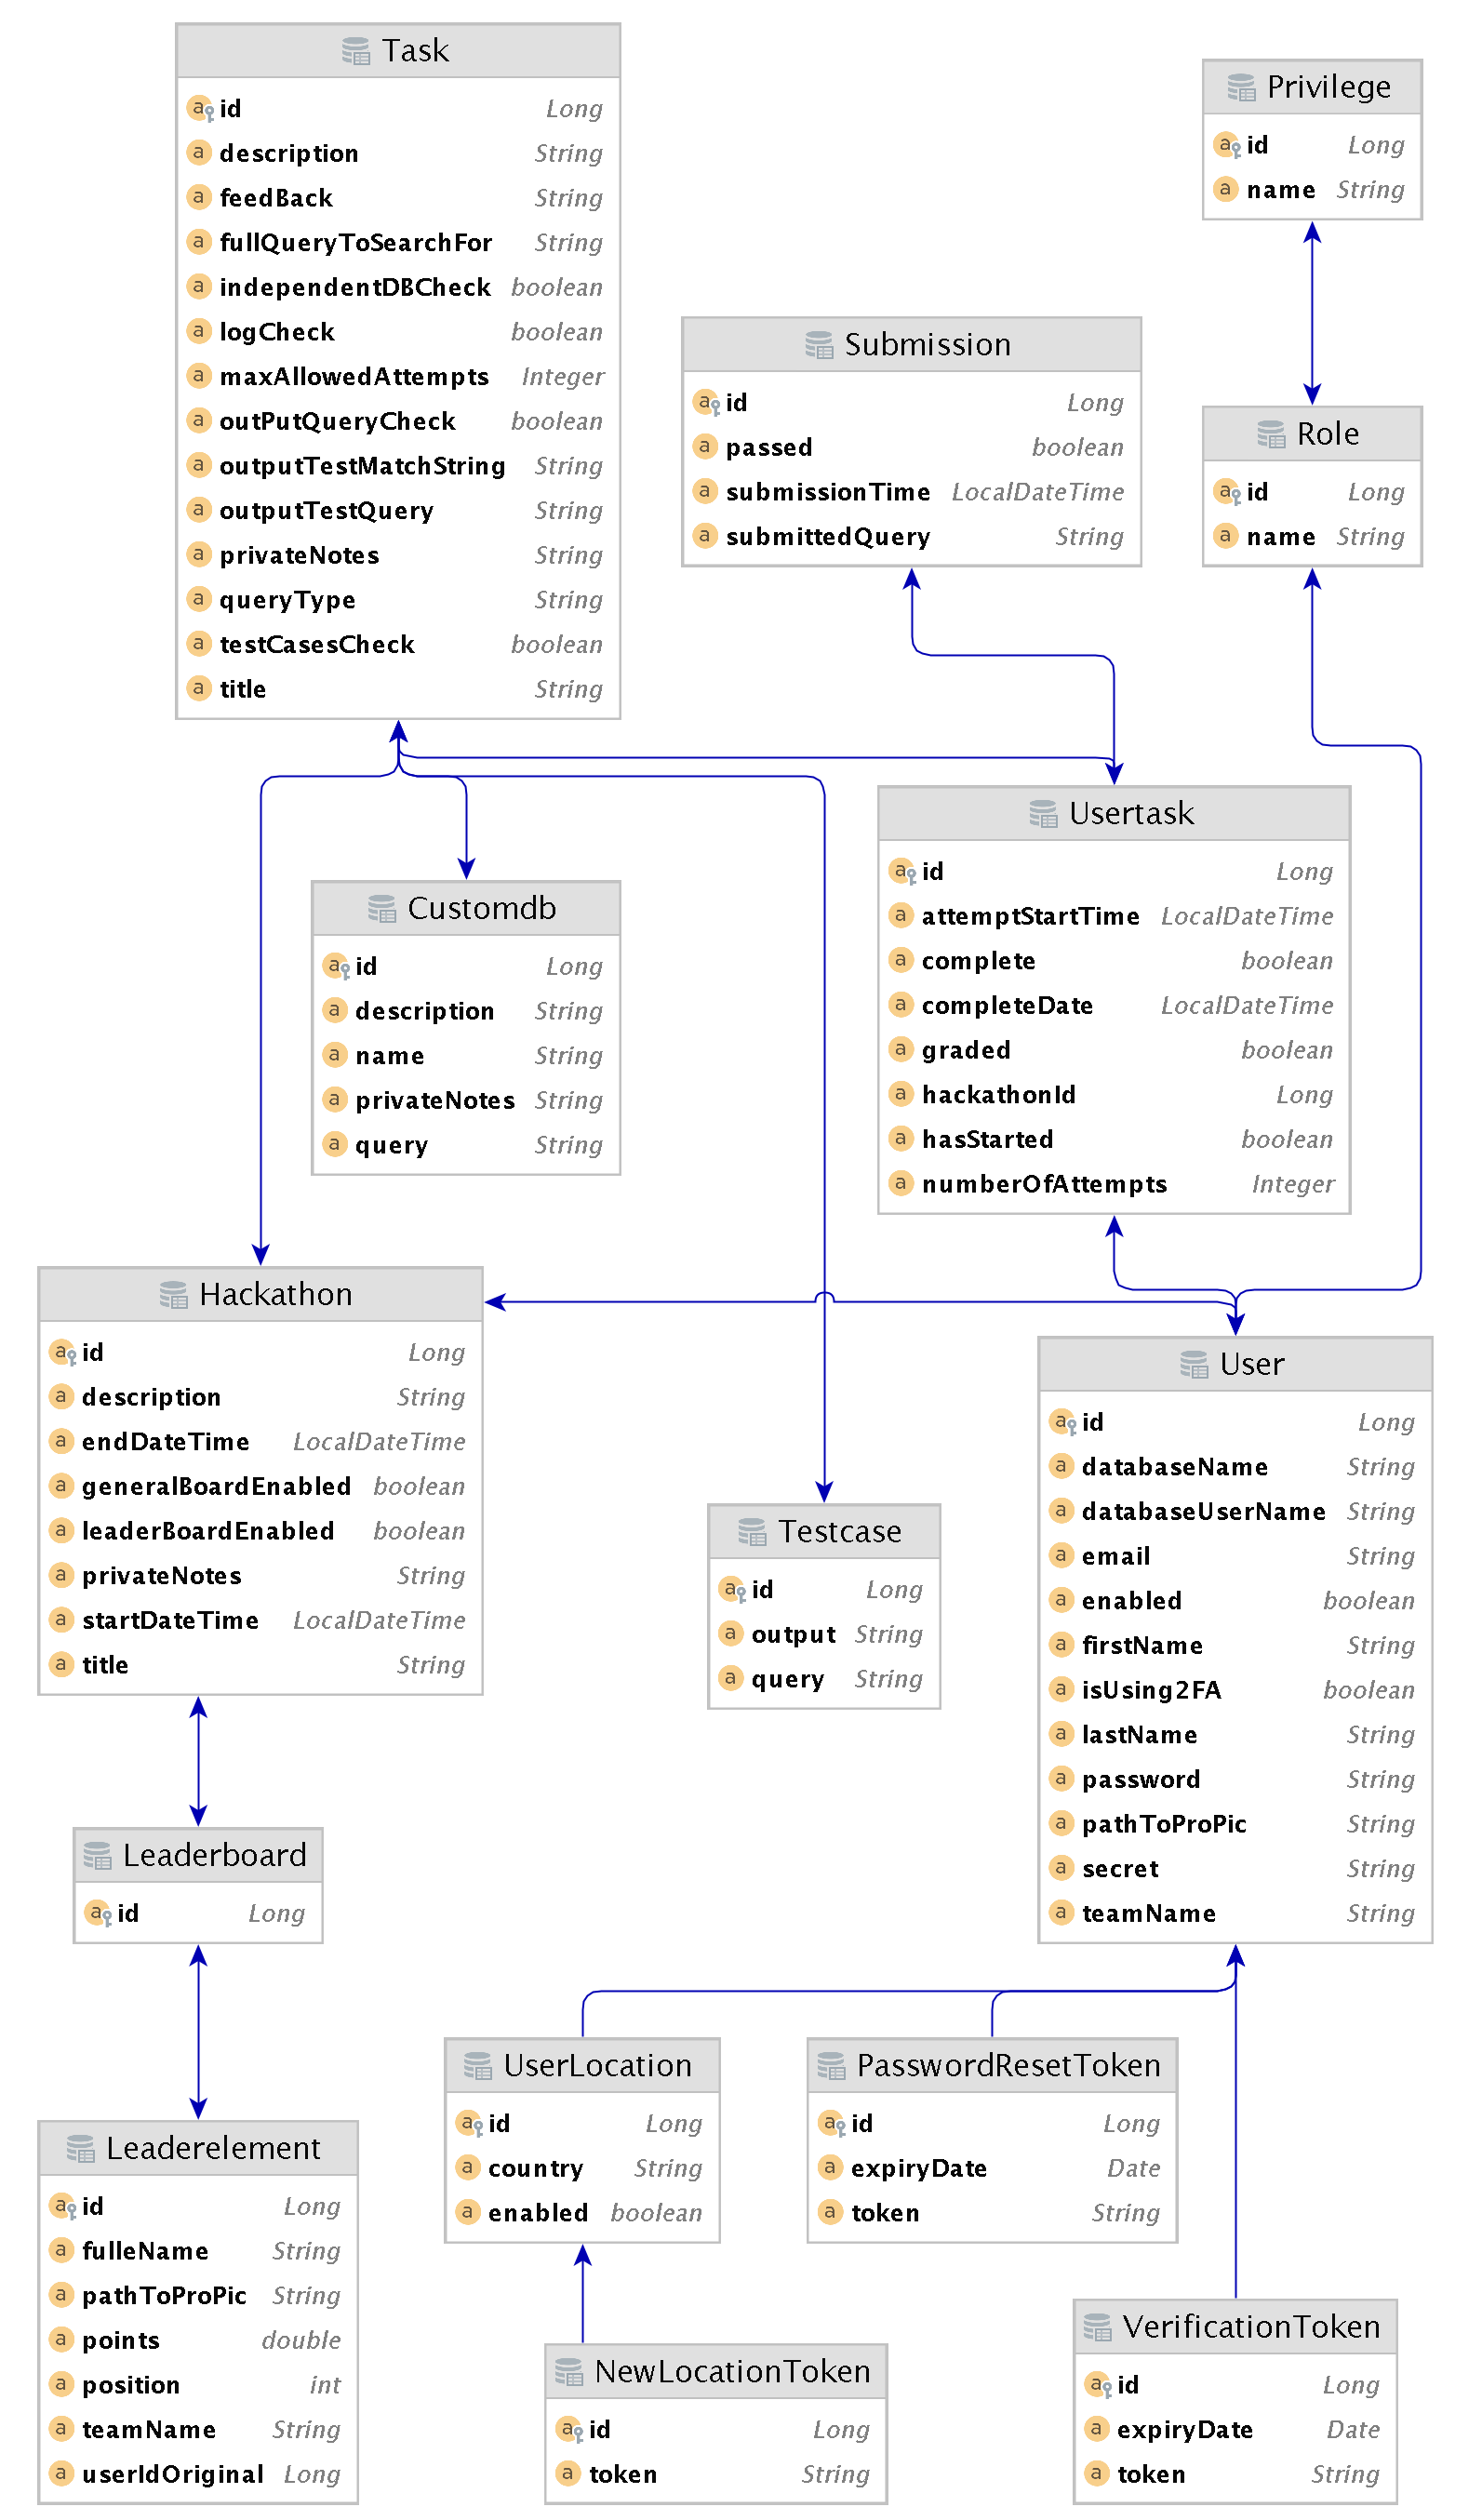 Task
id Long
description String
feedBack String
fullQueryToSearchFor String
independentDBCheck boolean
logCheck boolean
maxAllowedAttempts Integer
outPutQueryCheck boolean
outputTestMatchString String
outputTestQuery String
privateNotes String
queryType String
testCasesCheck boolean
title String
Privilege
id Long
name String
Submission
id Long
passed boolean
submissionTime LocalDateTime
submittedQuery String
Role
id Long
name String
Usertask
id Long
attemptStartTime LocalDateTime
complete boolean
completeDate LocalDateTime
graded boolean
hackathonId Long
hasStarted boolean
numberOfAttempts Integer
Customdb
id Long
description String
name String
privateNotes String
query String
Hackathon
id Long
description String
endDateTime LocalDateTime
generalBoardEnabled boolean
leaderBoardEnabled boolean
privateNotes String
startDateTime LocalDateTime
title String
User
id Long
databaseName String
databaseUserName String
email String
enabled boolean
firstName String
isUsing2FA boolean
lastName String
password String
pathToProPic String
secret String
teamName String
Testcase
id Long
output String
query String
Leaderboard
id Long
UserLocation
id Long
country String
enabled boolean
PasswordResetToken
id Long
expiryDate Date
token String
Leaderelement
id Long
fulleName String
pathToProPic String
points double
position int
teamName String
userIdOriginal Long
NewLocationToken
id Long
token String
VerificationToken
id Long
expiryDate Date
token String